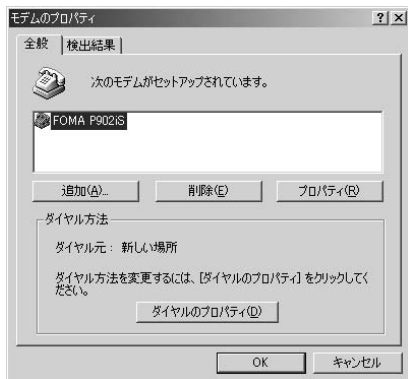 モデムのプロパティ
全般 検出結果
次のモデムがセットアップされています。
FOMA P902iS
追加(A)... 削除(E) プロパティ(R)
ダイヤル方法
ダイヤル元： 新しい場所
ダイヤル方法を変更するには、[ダイヤルのプロパティ] をクリックしてく
ださい。
ダイヤルのプロパティ(D)
OK キャンセル